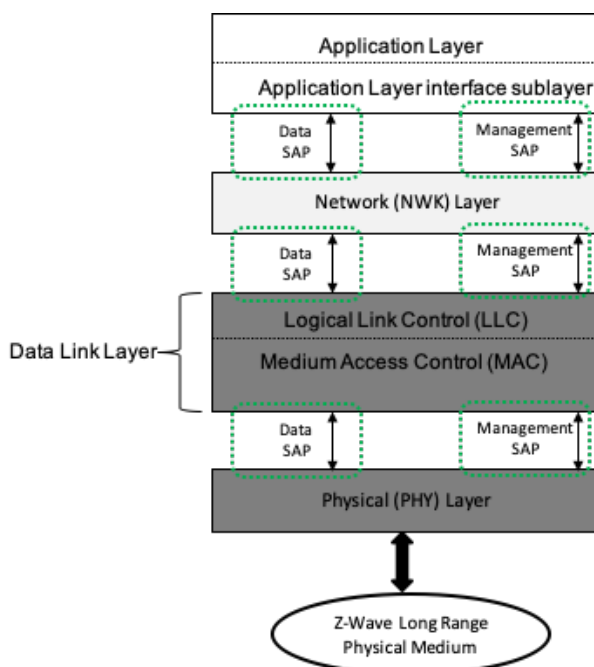 Application Layer
Application Layer interface sublayer
Data
SAP
Management
SAP
Network (NWK) Layer
Data
SAP
Management
SAP
Logical Link Control (LLC)
Data Link Layer
Medium Access Control (MAC)
Data
SAP
Management
SAP
Physical (PHY) Layer
Z-Wave Long Range
Physical Medium